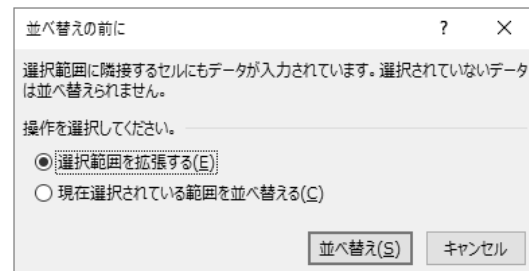 並べ替えの前に ? ×
選択範囲に隣接するセルにもデータが入力されています。選択されていないデータ
は並べ替えられません。
操作を選択してください。
選択範囲を拡張する(E)
現在選択されている範囲を並べ替える(C)
並べ替え(S) キャンセル